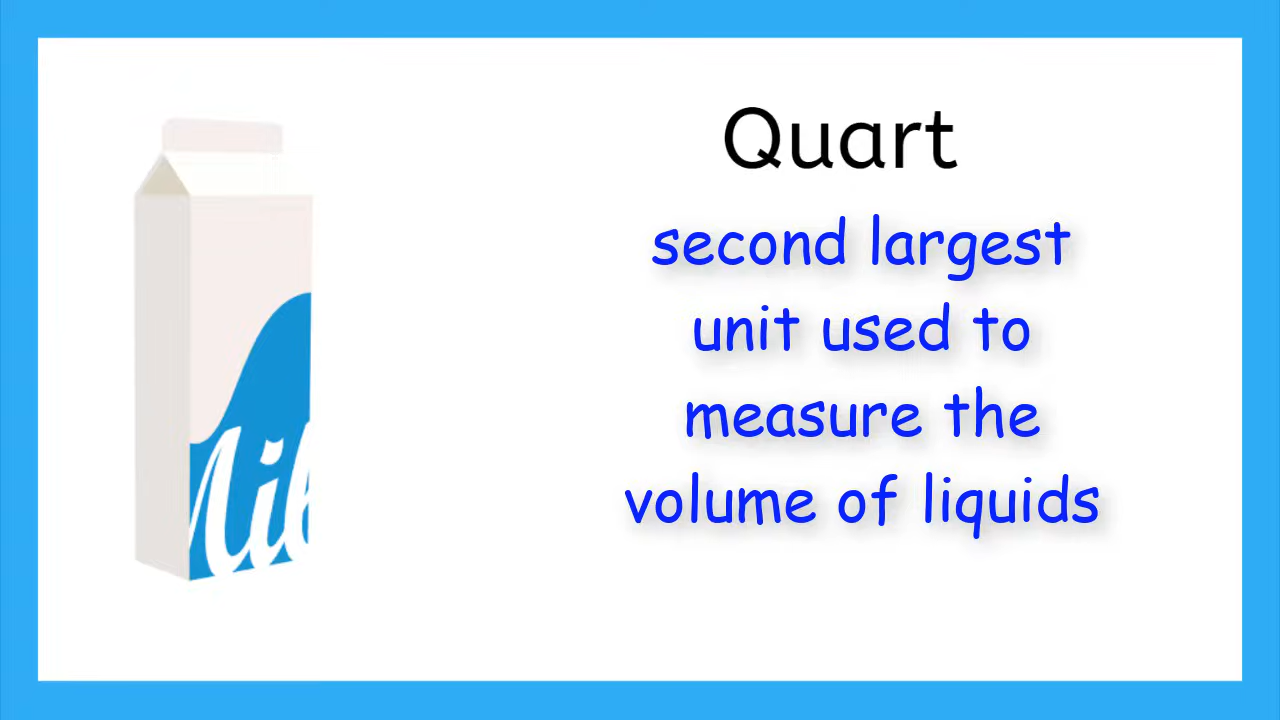 Quart
second largest
unit used to
measure the
volume of liquids